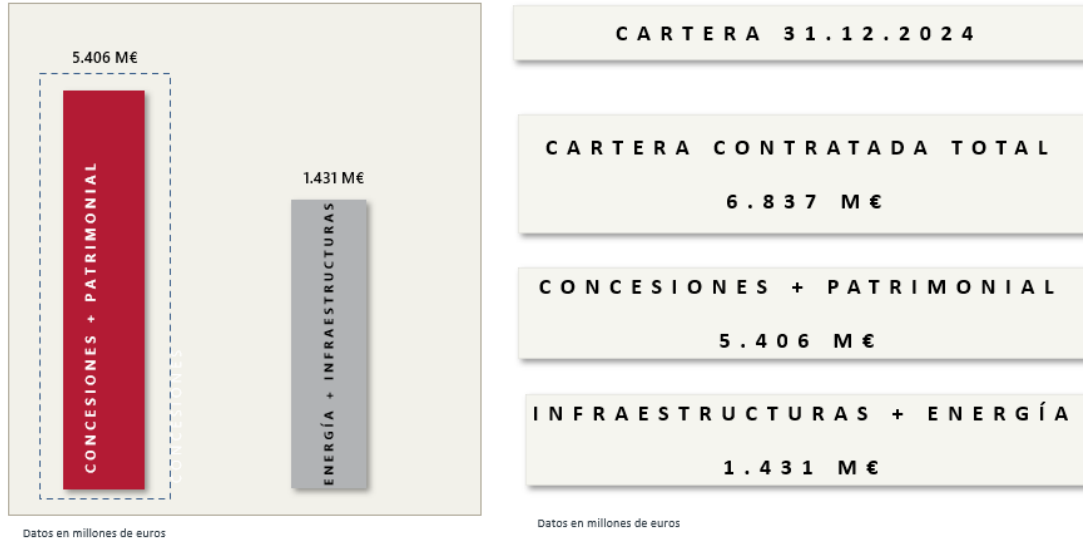 5.406 M€
CONCESIONES + PATRIMONIAL
CONCESIONES
1.431 M€
ENERGÍA + INFRAESTRUCTURAS
Datos en millones de euros
CARTERA 31.12.2024
CARTERA CONTRATADA TOTAL
6.837 M€
CONCESIONES + PATRIMONIAL
5.406 M€
INFRAESTRUCTURAS + ENERGÍA
1.431 M€
Datos en millones de euros